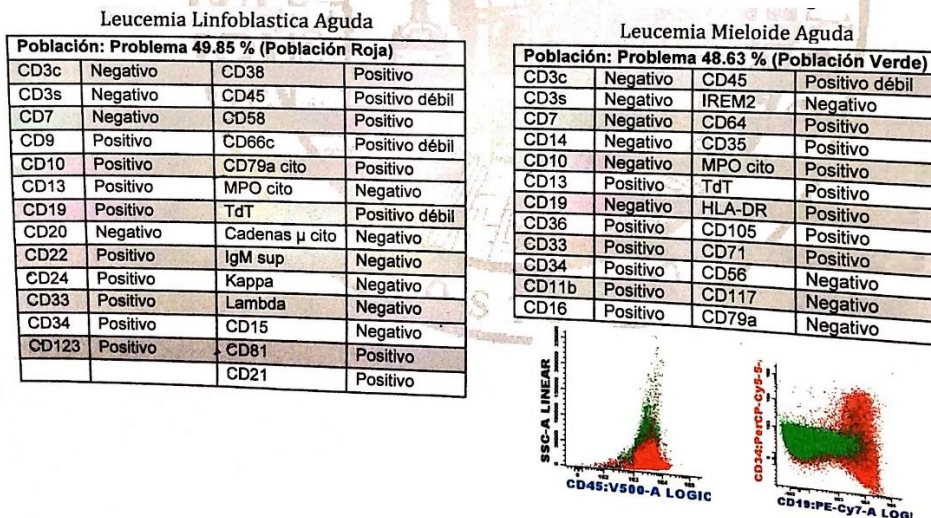 Leucemia Linfoblastica Aguda
Población: Problema 49.85 % (Población Roja)
CD3c Negativo CD38 Positivo
CD3s Negativo CD45 Positivo débil
CD7 Negativo CD58 Positivo
CD9 Positivo CD66c Positivo débil
CD10 Positivo CD79a cito Positivo
CD13 Positivo MPO cito Negativo
CD19 Positivo TdT Positivo débil
CD20 Negativo Cadenas µ cito Negativo
CD22 Positivo IgM sup Negativo
CD24 Positivo Kappa Negativo
CD33 Positivo Lambda Negativo
CD34 Positivo CD15 Negativo
CD123 Positivo CD81 Positivo
CD21 Positivo
Leucemia Mieloide Aguda
Población: Problema 48.63 % (Población Verde)
CD3c Negativo CD45 Positivo débil
CD3s Negativo IREM2 Negativo
CD7 Negativo CD64 Positivo
CD14 Negativo CD35 Positivo
CD10 Negativo MPO cito Positivo
CD13 Positivo TdT Positivo
CD19 Negativo HLA-DR Positivo
CD36 Positivo CD105 Positivo
CD33 Positivo CD71 Positivo
CD34 Positivo CD56 Negativo
CD11b Positivo CD117 Negativo
CD16 Positivo CD79a Negativo
SSC-A LINEAR
CD45:V500-A LOGIC
CD34:PerCP-Cy5-5-
CD19:PE-Cy7-A LOGI